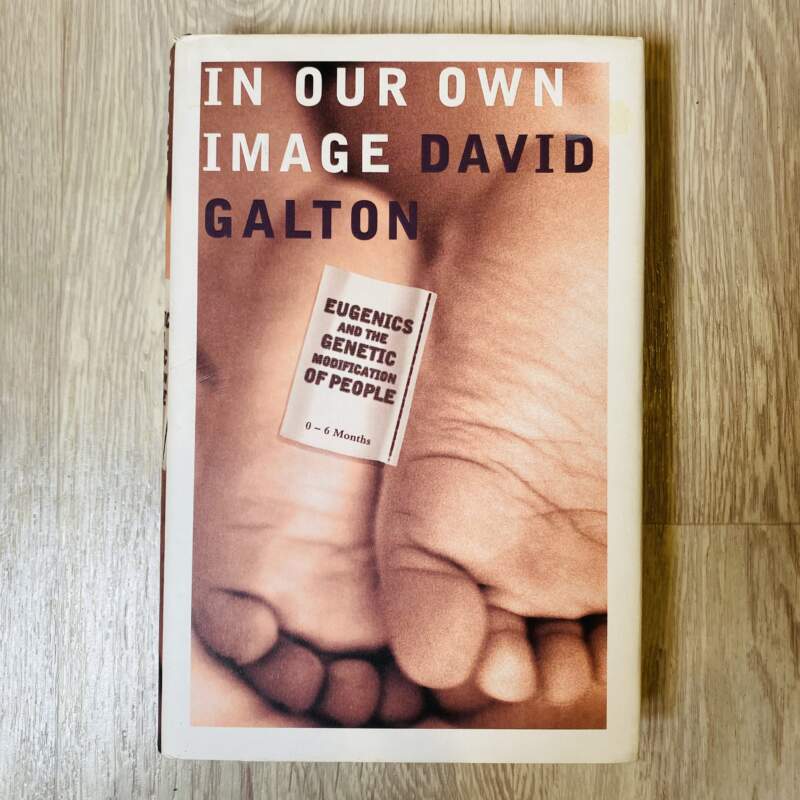 IN OUR OWN
IMAGE DAVID
GALTON
EUGENICS
AND THE
GENETIC
MODIFICATION
OF PEOPLE
0 – 6 Months